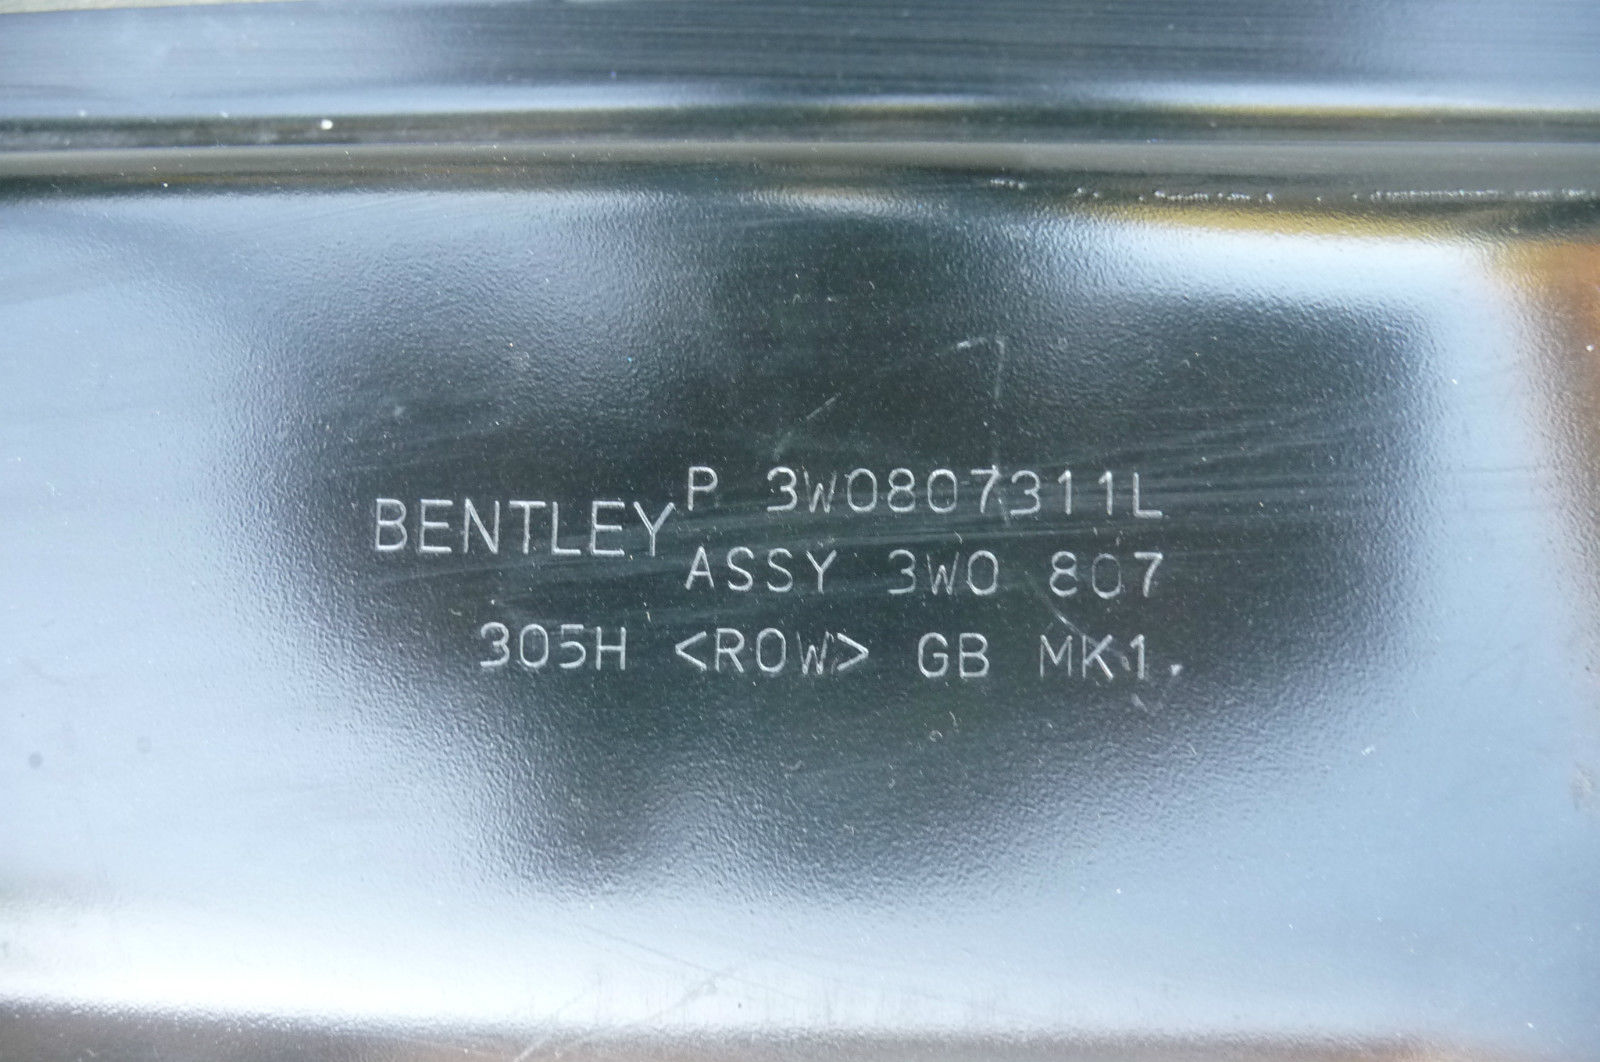 BENTLEY P 3W0807311L
ASSY 3W0 807
305H <ROW> GB MK1.